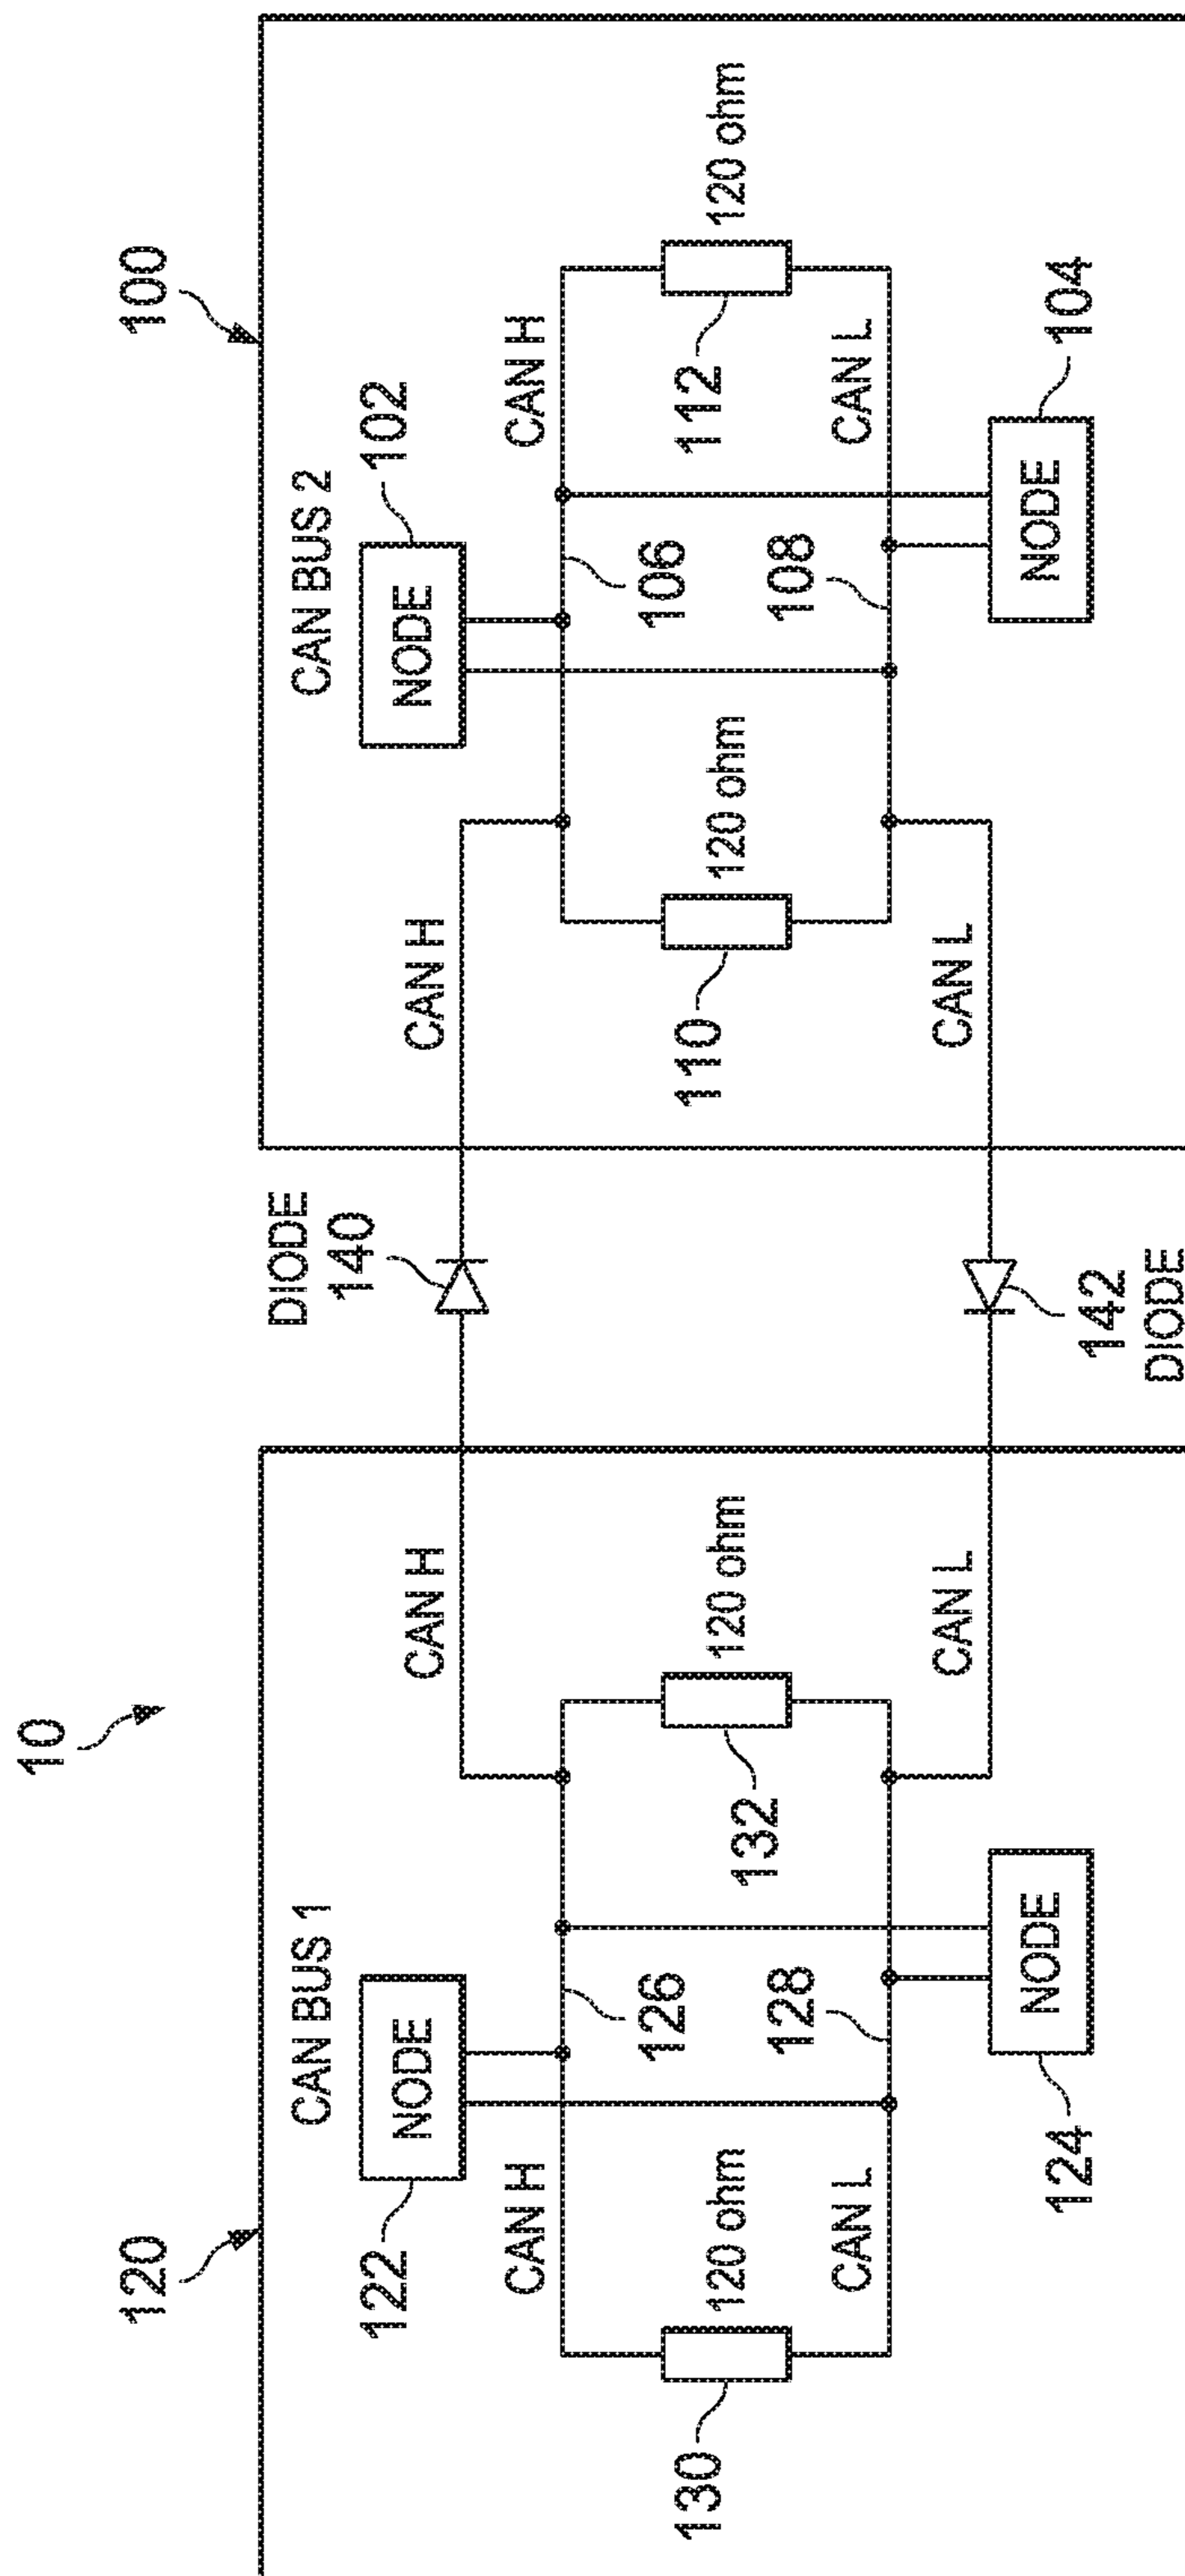 10
120
100
CAN BUS 1
CAN BUS 2
DIODE
140
122
NODE
102
NODE
CAN H
CAN H
CAN H
CAN H
126
106
130
120 ohm
132
120 ohm
110
120 ohm
112
120 ohm
128
108
CAN L
CAN L
CAN L
CAN L
124
NODE
104
NODE
142
DIODE